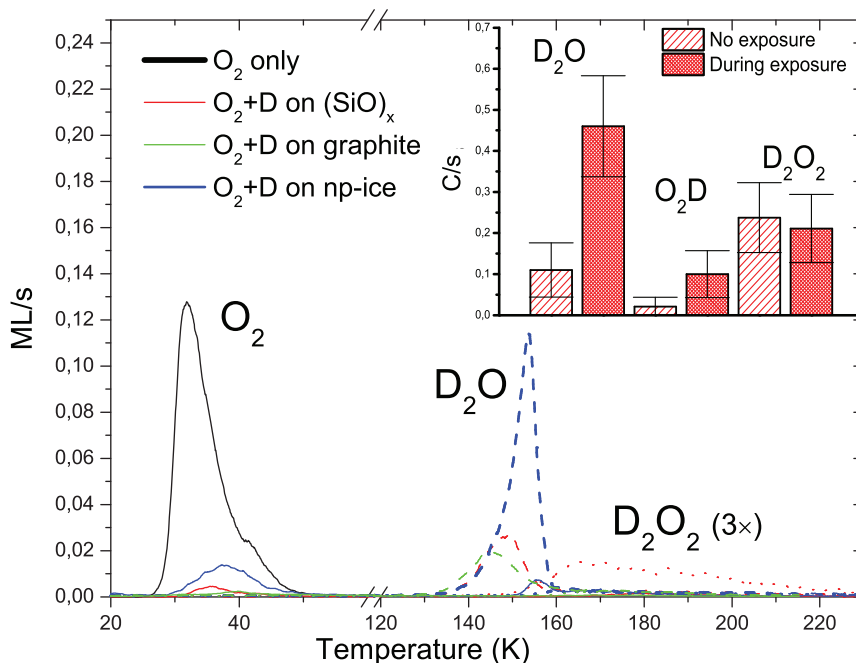 O₂ only
O₂+D on (SiO)ₓ
O₂+D on graphite
O₂+D on np-ice
No exposure
During exposure
D₂O
O₂D
D₂O₂
C/s
0,7
0,6
0,5
0,4
0,3
0,2
0,1
0,0
ML/s
0,24
0,22
0,20
0,18
0,16
0,14
0,12
0,10
0,08
0,06
0,04
0,02
0,00
O₂
D₂O
D₂O₂ (3×)
20 40 120 140 160 180 200 220
Temperature (K)